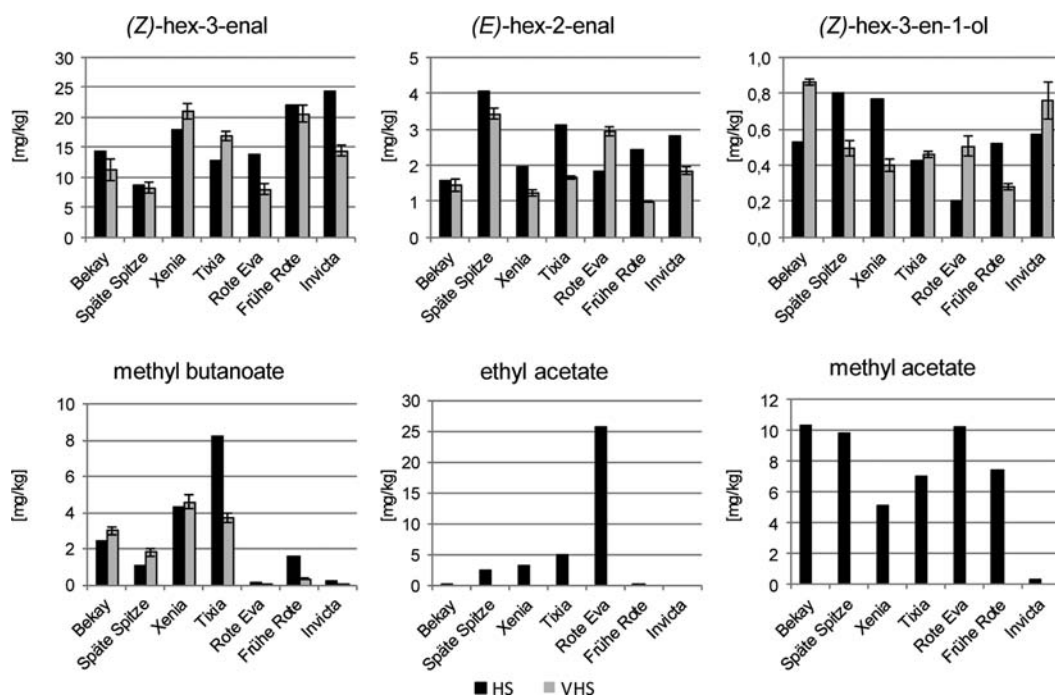 (Z)-hex-3-enal
[mg/kg]
30
25
20
15
10
5
0
Bekay
Späte Spitze
Xenia
Tixia
Rote Eva
Frühe Rote
Invicta
(E)-hex-2-enal
[mg/kg]
5
4
3
2
1
0
Bekay
Späte Spitze
Xenia
Tixia
Rote Eva
Frühe Rote
Invicta
(Z)-hex-3-en-1-ol
[mg/kg]
1,0
0,8
0,6
0,4
0,2
0,0
Bekay
Späte Spitze
Xenia
Tixia
Rote Eva
Frühe Rote
Invicta
methyl butanoate
[mg/kg]
10
8
6
4
2
0
Bekay
Späte Spitze
Xenia
Tixia
Rote Eva
Frühe Rote
Invicta
ethyl acetate
[mg/kg]
30
25
20
15
10
5
0
Bekay
Späte Spitze
Xenia
Tixia
Rote Eva
Frühe Rote
Invicta
methyl acetate
[mg/kg]
12
10
8
6
4
2
0
Bekay
Späte Spitze
Xenia
Tixia
Rote Eva
Frühe Rote
Invicta
HS VHS